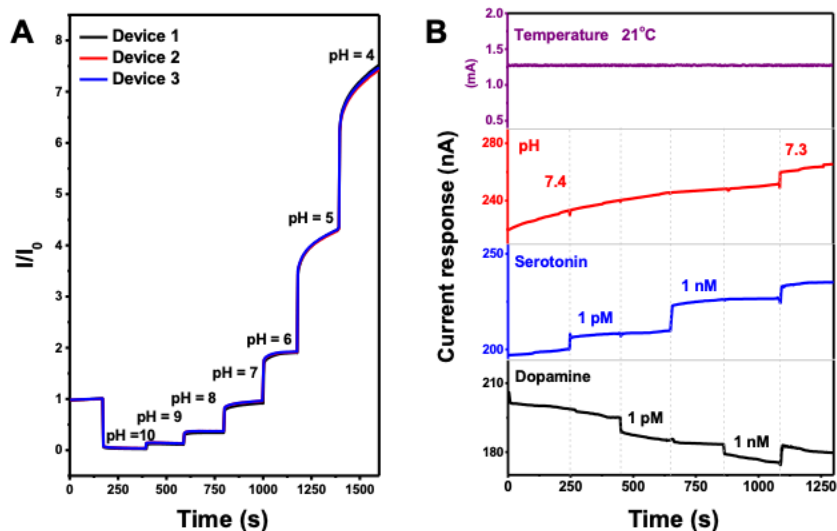 A
Device 1
Device 2
Device 3
pH = 4
pH = 5
pH = 6
pH = 7
pH = 8
pH = 9
pH =10
8
7
6
5
4
3
2
1
0
I/I0
0
250
500
750
1000
1250
1500
Time (s)
B
Temperature 21°C
2.0
1.5
1.0
0.5
(mA)
pH
7.4
7.3
280
240
Serotonin
1 pM
1 nM
250
200
Dopamine
1 pM
1 nM
210
180
Current response (nA)
0
250
500
750
1000
1250
Time (s)